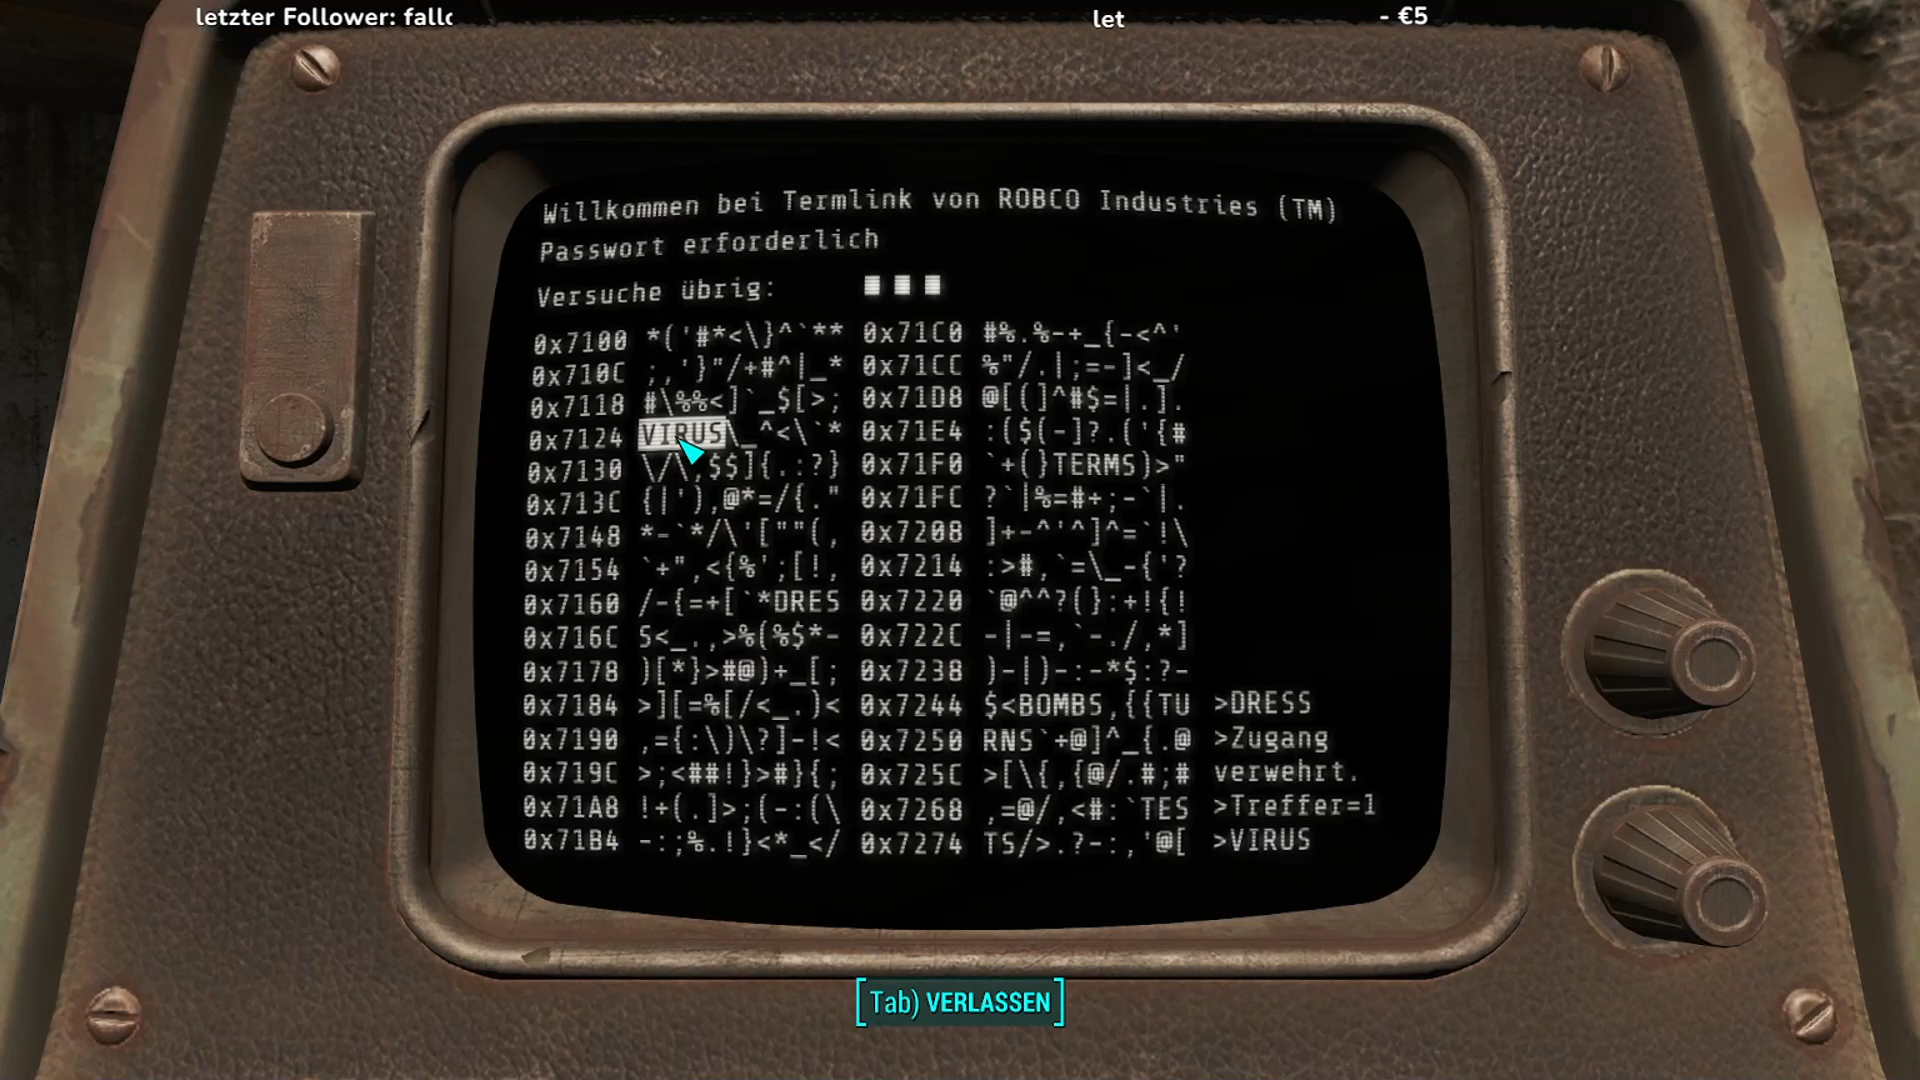 letzter Follower: fallo
let
- €5
Willkommen bei Termlink von ROBCO Industries (TM)
Passwort erforderlich
Versuche übrig:
0x7100 *('#*<\}^`** 0x71C0 #%.%-+_{-<^'
0x710C ;,'}"/+#^|_* 0x71CC %"/.|;=-]<_/
0x7118 #\%%<]`_$[>; 0x71D8 @[(]^#$=|.].
0x7124 VIRUS\_^<\`* 0x71E4 :($(-]?.('{#
0x7130 \/\,$$]{.:?} 0x71F0 `+(}TERMS)>"
0x713C {|'),@*=/{." 0x71FC ?`|%=#+;-`|.
0x7148 *-`*/\'[""(, 0x7208 ]+-^'^]^=`!\
0x7154 `+",<{%';[!, 0x7214 :>#,`=\_-{'?
0x7160 /-{=+[`*DRES 0x7220 `@^^?(}:+!{!
0x716C S<_.,>%(%$*- 0x722C -|-=,`-./,*]
0x7178 )[*}>#@)+_[; 0x7238 )-|)-:-*$:?-
0x7184 >][=%[/<_.)< 0x7244 $<BOMBS,{{TU >DRESS
0x7190 ,={:\)\?]-!< 0x7250 RNS`+@]^_{.@ >Zugang
0x719C >;<##!}>#}{; 0x725C >[\{,{@/.#;# verwehrt.
0x71A8 !+(.]>;(-:(\ 0x7268 ,=@/,<#:`TES >Treffer=1
0x71B4 -:;%.!}<*_</ 0x7274 TS/>.?-:,'@[ >VIRUS
[Tab) VERLASSEN]